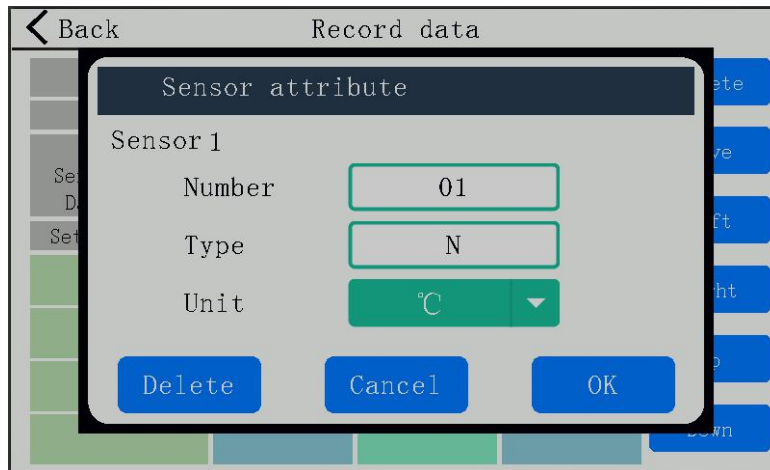 Back Record data
Sensor attribute
Sensor 1
Number 01
Type N
Unit ℃
Delete Cancel OK